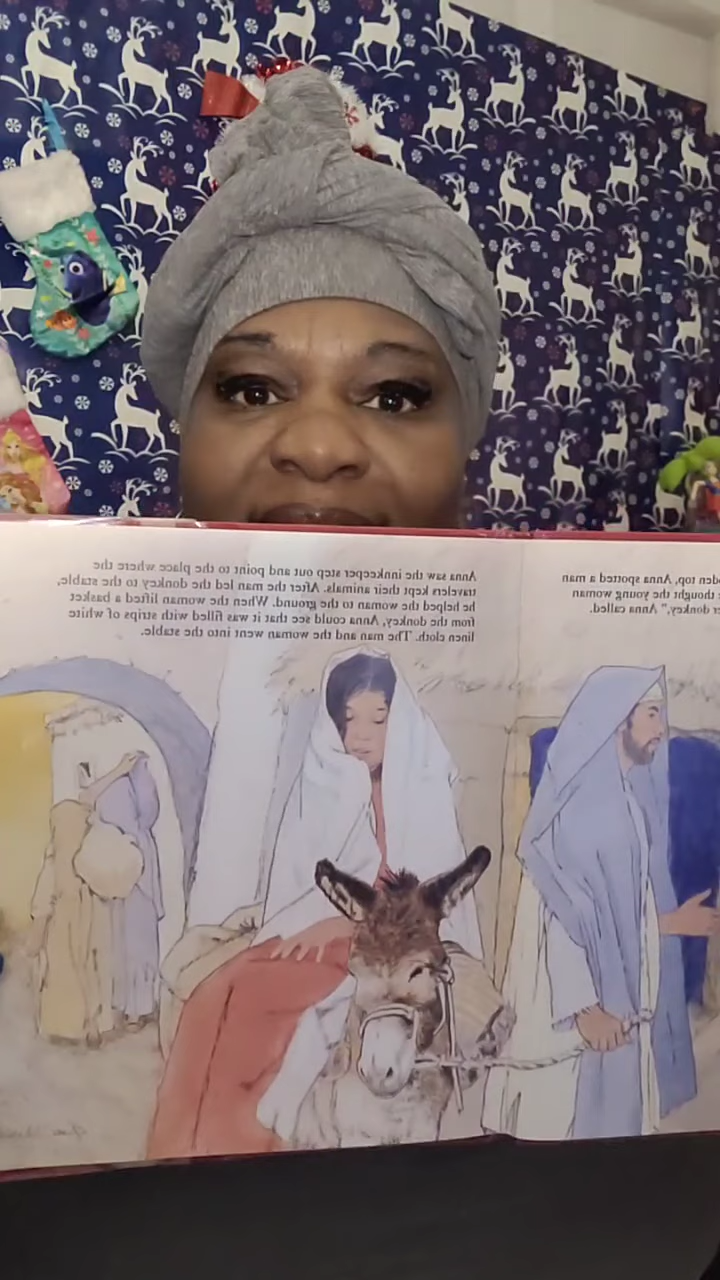 top, Anna spotted a man
thought the young woman
donkey," Anna called.
Anna saw the innkeeper step out and point to the place where the
travelers kept their animals. After the man led the donkey to the stable,
he helped the woman to the ground. When the woman lifted a basket
from the donkey, Anna could see that it was filled with strips of white
linen cloth. The man and the woman went into the stable.